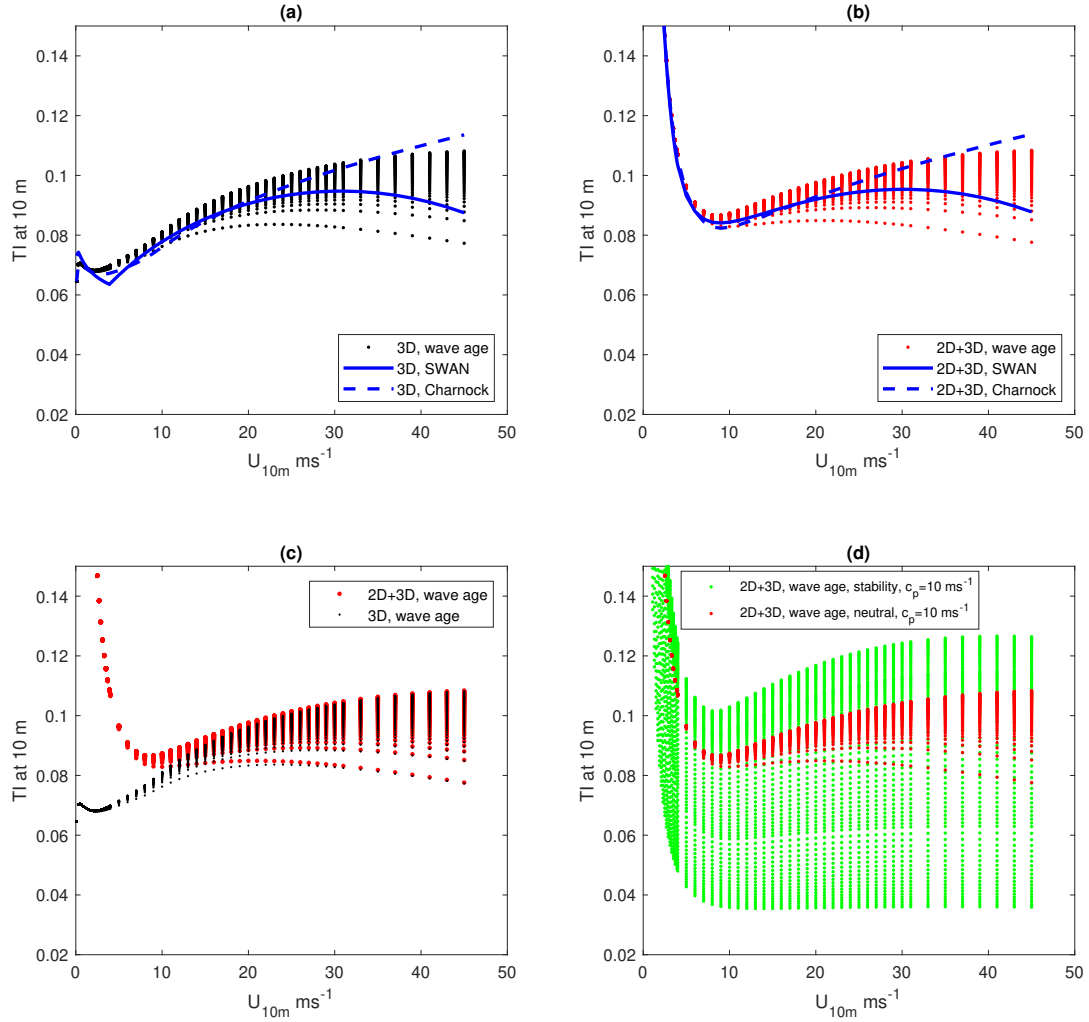 (a)
0.14
0.12
0.1
0.08
0.06
0.04
0.02
TI at 10 m
0 10 20 30 40 50
U10m ms-1
3D, wave age
3D, SWAN
3D, Charnock
(b)
0.14
0.12
0.1
0.08
0.06
0.04
0.02
TI at 10 m
0 10 20 30 40 50
U10m ms-1
2D+3D, wave age
2D+3D, SWAN
2D+3D, Charnock
(c)
0.14
0.12
0.1
0.08
0.06
0.04
0.02
TI at 10 m
0 10 20 30 40 50
U10m ms-1
2D+3D, wave age
3D, wave age
(d)
0.14
0.12
0.1
0.08
0.06
0.04
0.02
TI at 10 m
0 10 20 30 40 50
U10m ms-1
2D+3D, wave age, stability, cp=10 ms-1
2D+3D, wave age, neutral, cp=10 ms-1